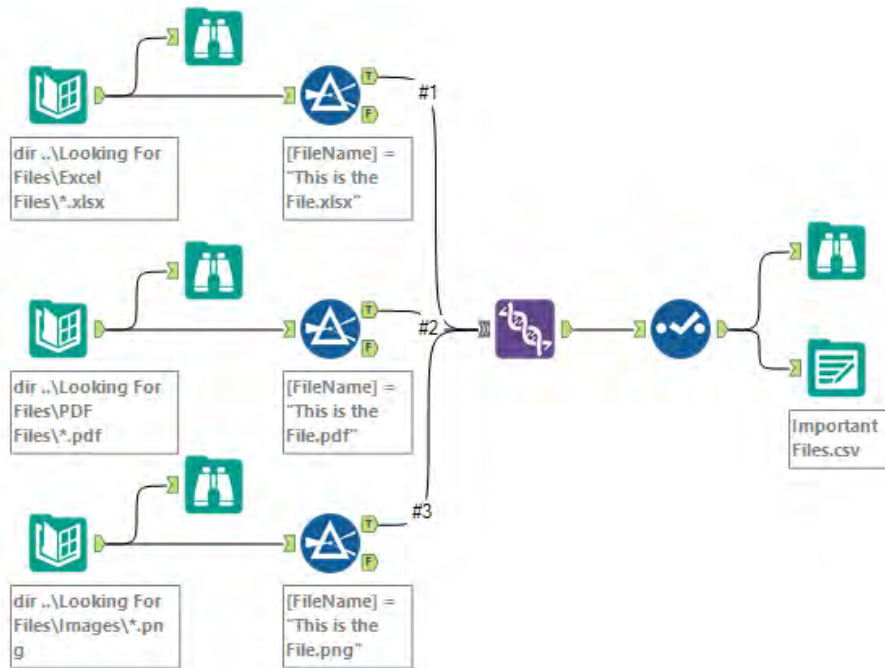 T
#1
F
dir ..\Looking For
Files\Excel
Files\*.xlsx
[FileName] =
"This is the
File.xlsx"
T
#2
F
dir ..\Looking For
Files\PDF
Files\*.pdf
[FileName] =
"This is the
File.pdf"
Important
Files.csv
T
#3
F
dir ..\Looking For
Files\Images\*.pn
g
[FileName] =
"This is the
File.png"